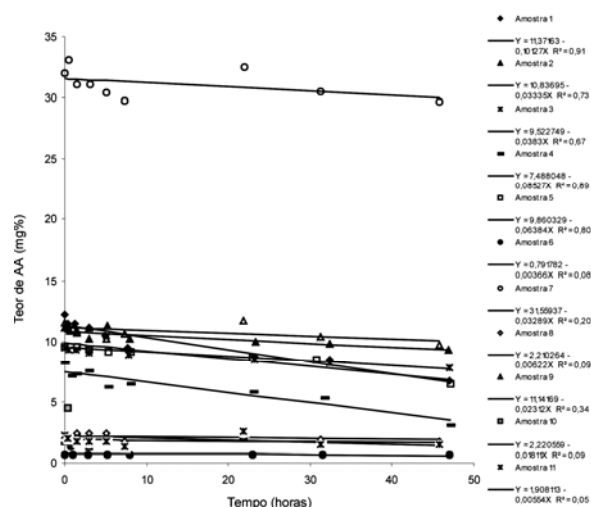 Amostra 1
Y = 11,37163 -
0,10127X R² = 0,91
Amostra 2
Y = 10,83695 -
0,03335X R² = 0,73
Amostra 3
Y = 9,522749 -
0,0383X R² = 0,67
Amostra 4
Y = 7,488048 -
0,08527X R² = 0,89
Amostra 5
Y = 9,860329 -
0,06384X R² = 0,80
Amostra 6
Y = 0,791782 -
0,00366X R² = 0,08
Amostra 7
Y = 31,55937 -
0,03289X R² = 0,20
Amostra 8
Y = 2,210264 -
0,00622X R² = 0,09
Amostra 9
Y = 11,14169 -
0,02312X R² = 0,34
Amostra 10
Y = 2,220559 -
0,01811X R² = 0,09
Amostra 11
Y = 1,908113 -
0,00554X R² = 0,05
Teor de AA (mg%)
35
30
25
20
15
10
5
0
0 10 20 30 40 50
Tempo (horas)